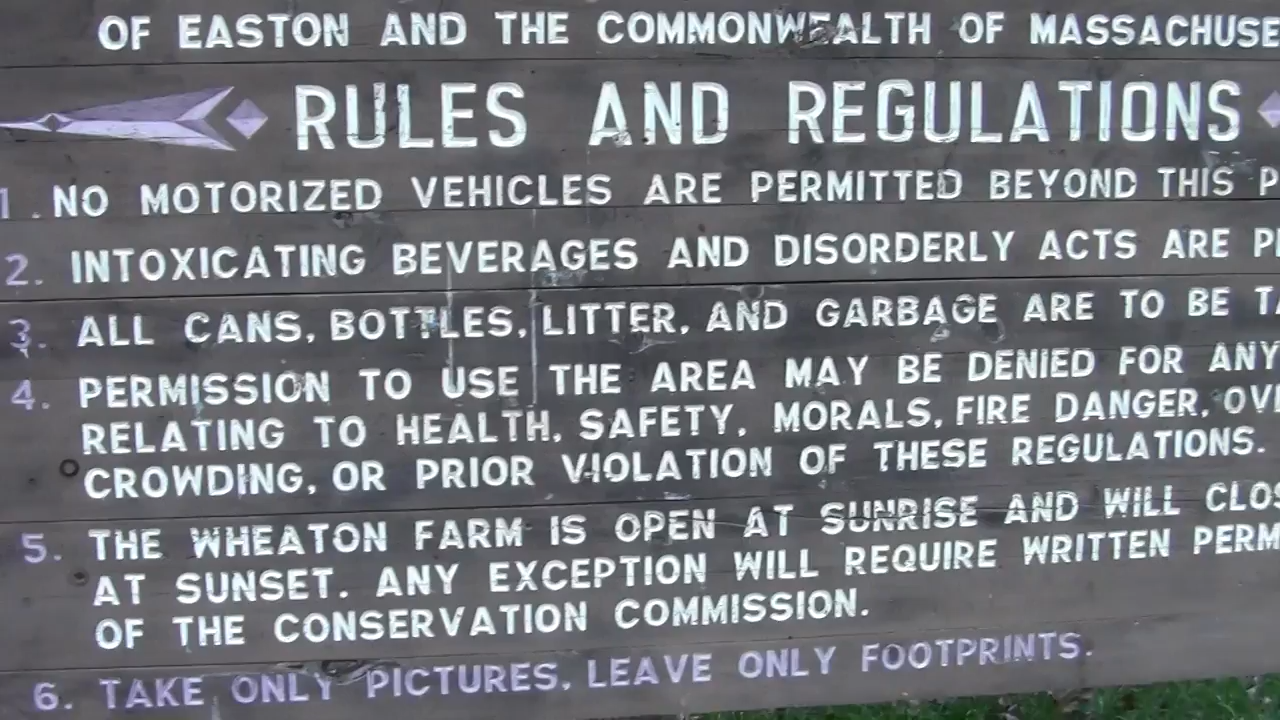 OF EASTON AND THE COMMONWEALTH OF MASSACHUSE
RULES AND REGULATIONS
1. NO MOTORIZED VEHICLES ARE PERMITTED BEYOND THIS P
2. INTOXICATING BEVERAGES AND DISORDERLY ACTS ARE P
3. ALL CANS, BOTTLES, LITTER, AND GARBAGE ARE TO BE T
4. PERMISSION TO USE THE AREA MAY BE DENIED FOR ANY
RELATING TO HEALTH, SAFETY, MORALS, FIRE DANGER, OV
CROWDING, OR PRIOR VIOLATION OF THESE REGULATIONS.
5. THE WHEATON FARM IS OPEN AT SUNRISE AND WILL CLOS
AT SUNSET. ANY EXCEPTION WILL REQUIRE WRITTEN PERM
OF THE CONSERVATION COMMISSION.
6. TAKE ONLY PICTURES, LEAVE ONLY FOOTPRINTS.